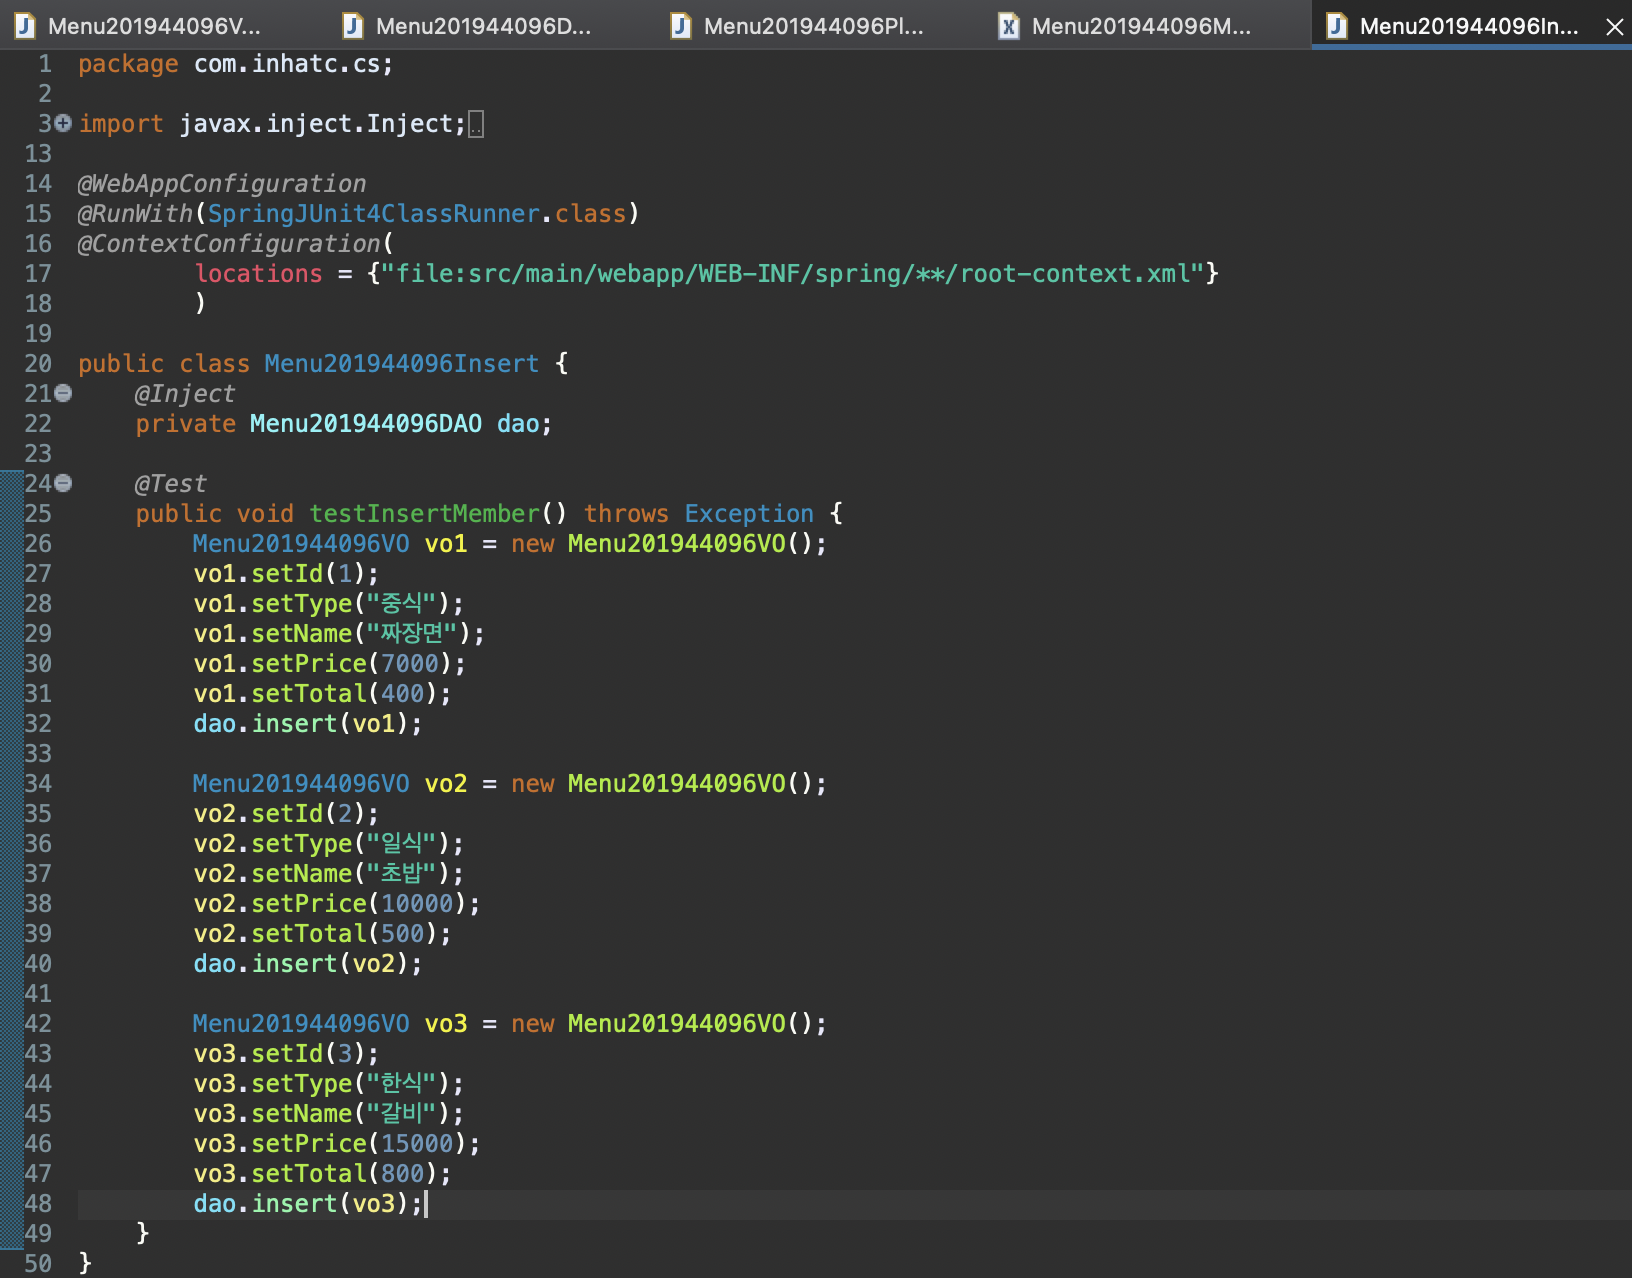 Menu201944096V... Menu201944096D... Menu201944096Pl... Menu201944096M... Menu201944096In...
1 package com.inhatc.cs;
2
3 import javax.inject.Inject;
13
14 @WebAppConfiguration
15 @RunWith(SpringJUnit4ClassRunner.class)
16 @ContextConfiguration(
17         locations = {"file:src/main/webapp/WEB-INF/spring/**/root-context.xml"}
18         )
19
20 public class Menu201944096Insert {
21     @Inject
22     private Menu201944096DAO dao;
23
24     @Test
25     public void testInsertMember() throws Exception {
26         Menu201944096VO vo1 = new Menu201944096VO();
27         vo1.setId(1);
28         vo1.setType("중식");
29         vo1.setName("짜장면");
30         vo1.setPrice(7000);
31         vo1.setTotal(400);
32         dao.insert(vo1);
33
34         Menu201944096VO vo2 = new Menu201944096VO();
35         vo2.setId(2);
36         vo2.setType("일식");
37         vo2.setName("초밥");
38         vo2.setPrice(10000);
39         vo2.setTotal(500);
40         dao.insert(vo2);
41
42         Menu201944096VO vo3 = new Menu201944096VO();
43         vo3.setId(3);
44         vo3.setType("한식");
45         vo3.setName("갈비");
46         vo3.setPrice(15000);
47         vo3.setTotal(800);
48         dao.insert(vo3);
49     }
50 }